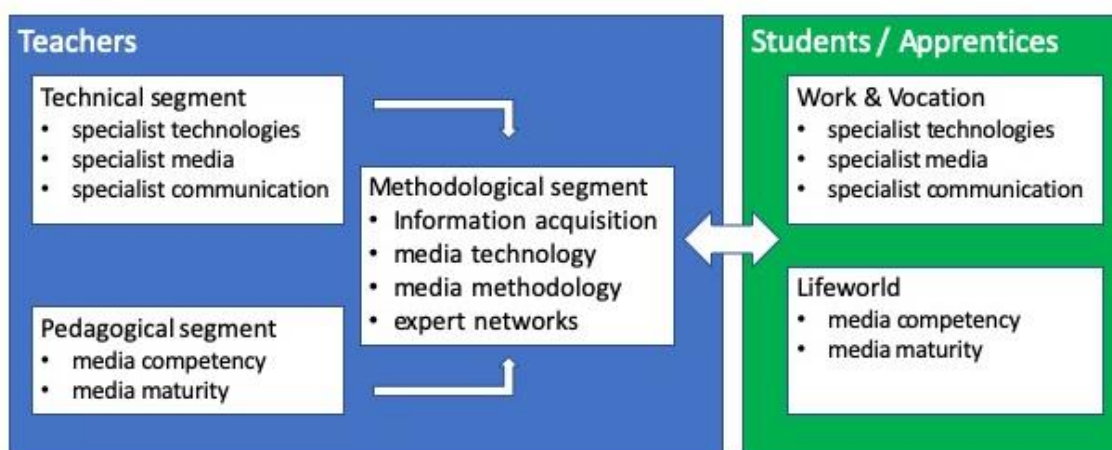 Teachers
Technical segment
• specialist technologies
• specialist media
• specialist communication
Pedagogical segment
• media competency
• media maturity
Methodological segment
• Information acquisition
• media technology
• media methodology
• expert networks
Students / Apprentices
Work & Vocation
• specialist technologies
• specialist media
• specialist communication
Lifeworld
• media competency
• media maturity